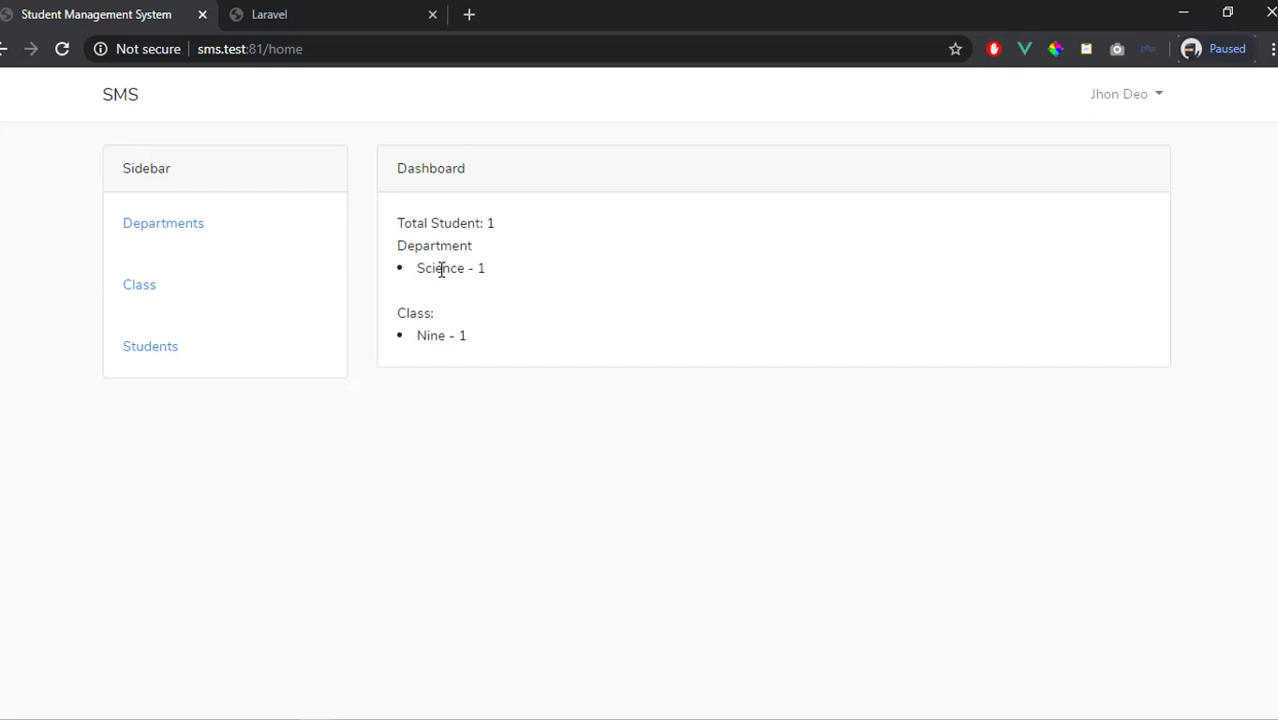 Student Management System
Laravel
Not secure
sms.test:81/home
Paused
SMS
Jhon Deo
Sidebar
Departments
Class
Students
Dashboard
Total Student: 1
Department
Science - 1
Class:
Nine - 1